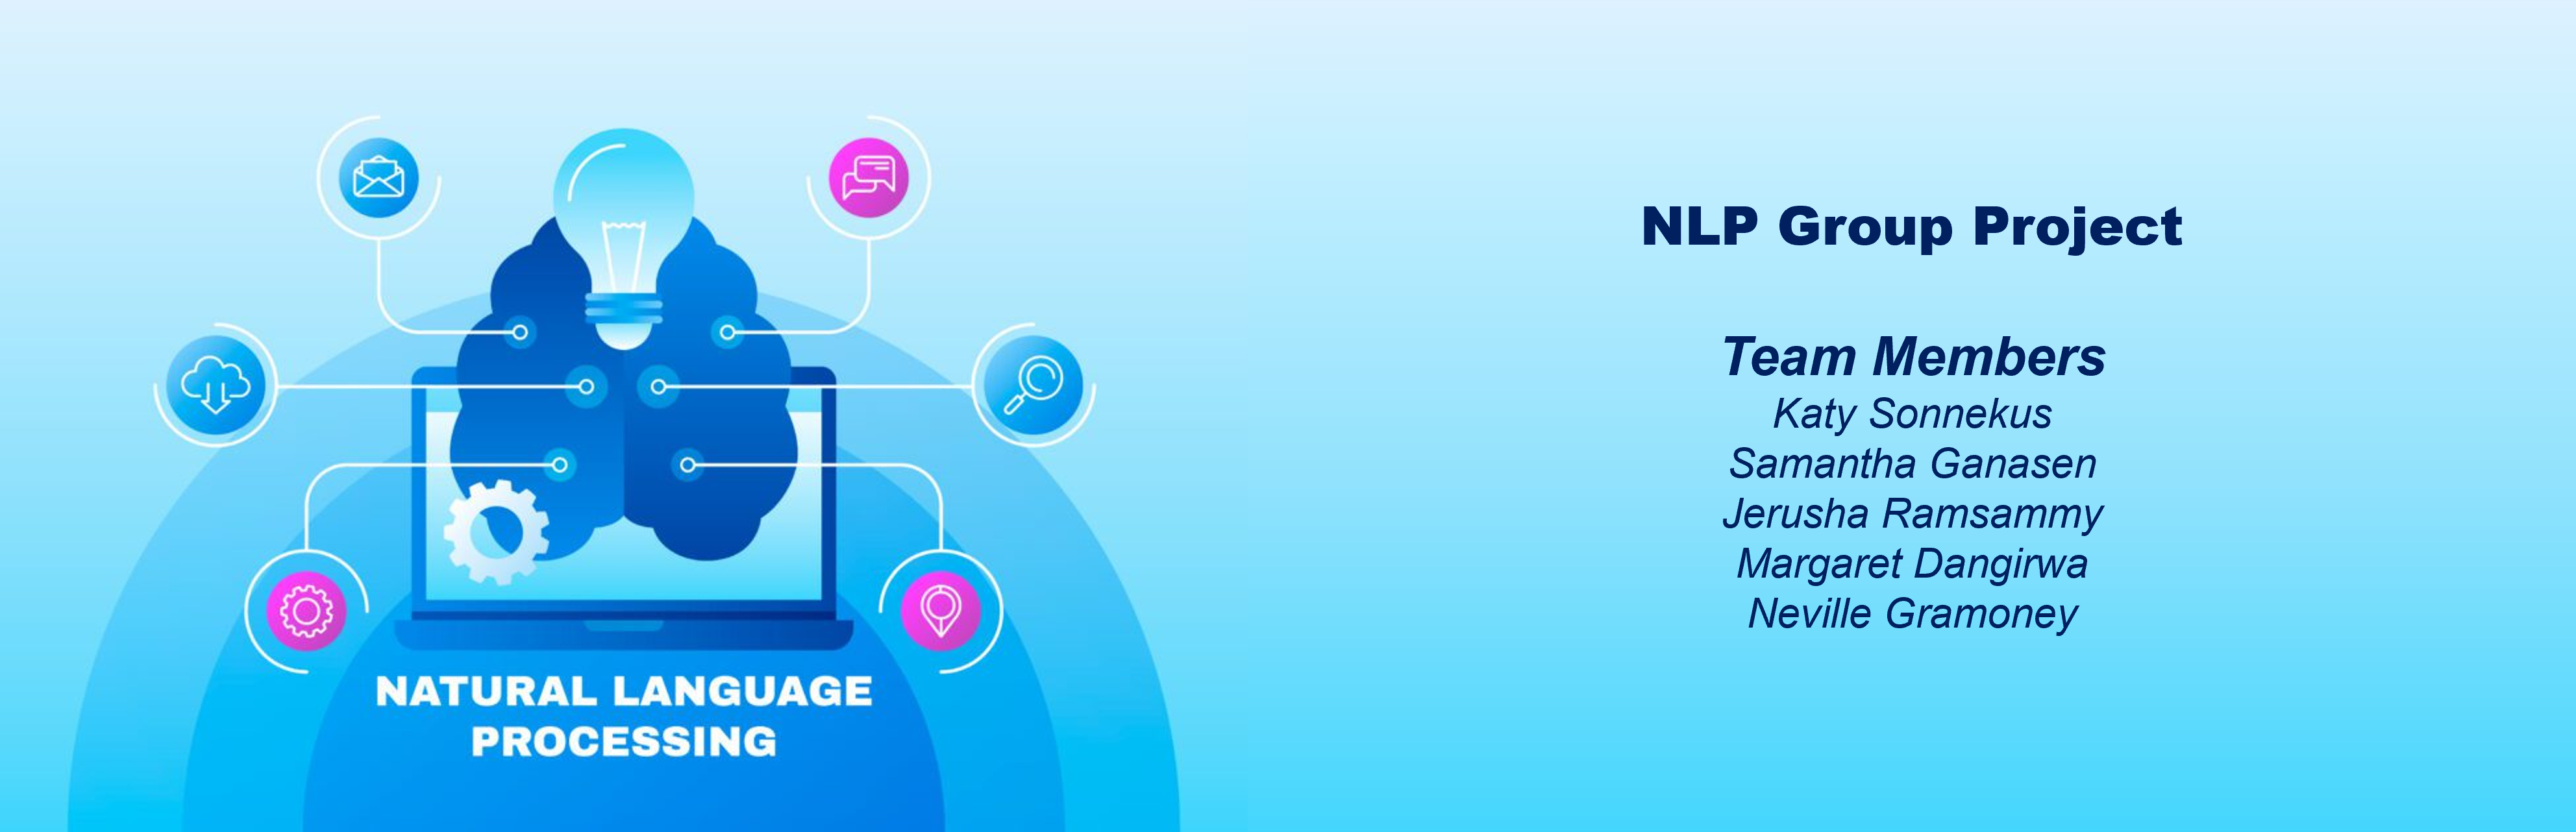 NATURAL LANGUAGE
PROCESSING
NLP Group Project
Team Members
Katy Sonnekus
Samantha Ganasen
Jerusha Ramsammy
Margaret Dangirwa
Neville Gramoney